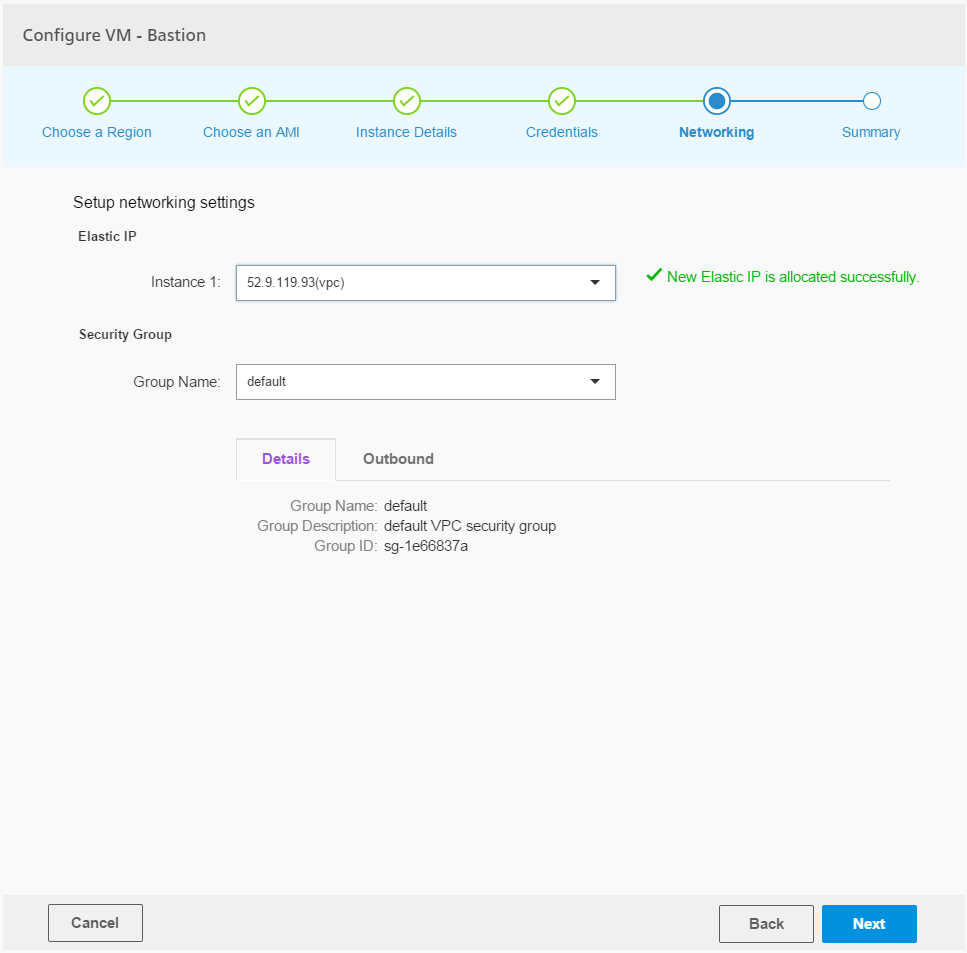 Configure VM - Bastion
Choose a Region
Choose an AMI
Instance Details
Credentials
Networking
Summary
Setup networking settings
Elastic IP
Instance 1: 52.9.119.93(vpc)
New Elastic IP is allocated successfully.
Security Group
Group Name: default
Details
Outbound
Group Name: default
Group Description: default VPC security group
Group ID: sg-1e66837a
Cancel
Back
Next